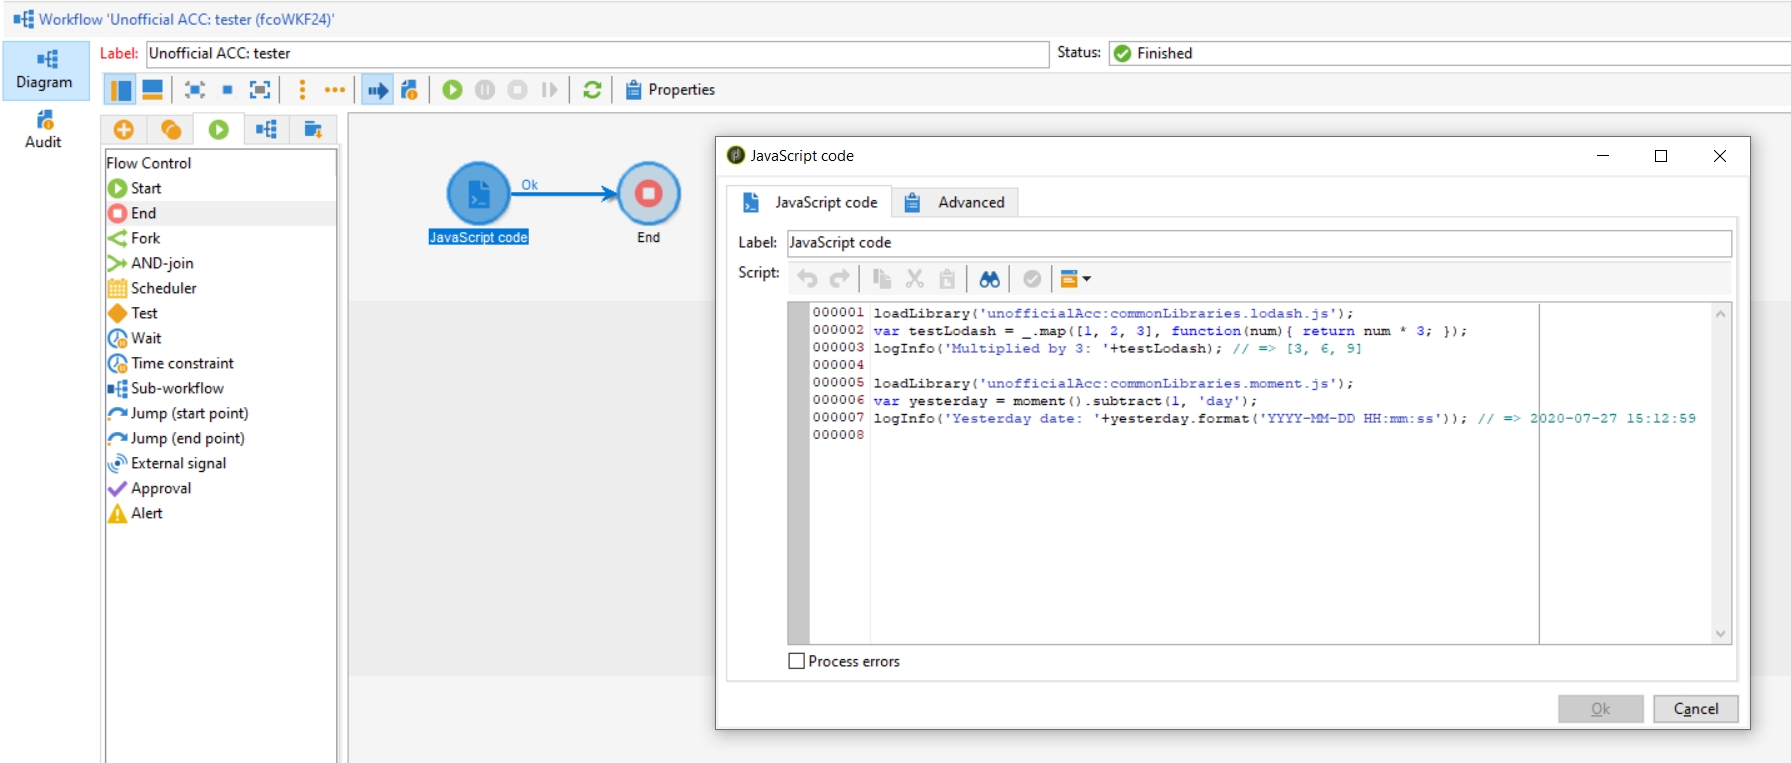 Workflow 'Unofficial ACC: tester (fcoWKF24)'
Diagram
Audit
Label: Unofficial ACC: tester
Status: Finished
Properties
Flow Control
Start
End
Fork
AND-join
Scheduler
Test
Wait
Time constraint
Sub-workflow
Jump (start point)
Jump (end point)
External signal
Approval
Alert
Ok
JavaScript code
End
JavaScript code
JavaScript code Advanced
Label: JavaScript code
Script:
000001 loadLibrary('unofficialAcc:commonLibraries.lodash.js');
000002 var testLodash = _.map([1, 2, 3], function(num){ return num * 3; });
000003 logInfo('Multiplied by 3: '+testLodash); // => [3, 6, 9]
000004
000005 loadLibrary('unofficialAcc:commonLibraries.moment.js');
000006 var yesterday = moment().subtract(1, 'day');
000007 logInfo('Yesterday date: '+yesterday.format('YYYY-MM-DD HH:mm:ss')); // => 2020-07-27 15:12:59
000008
Process errors
Ok Cancel